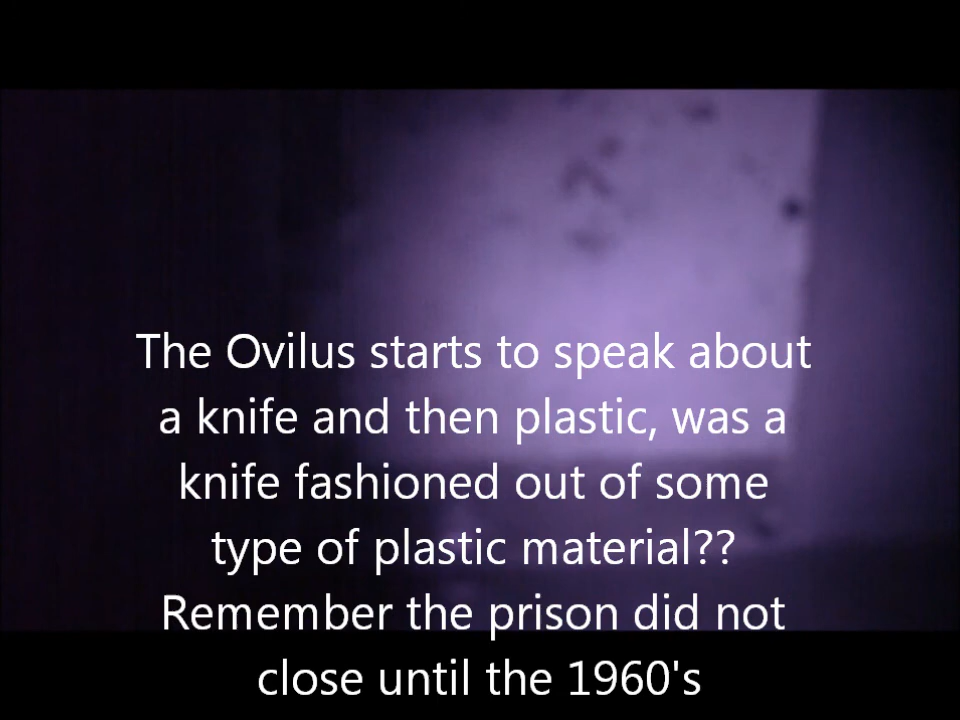 The Ovilus starts to speak about
a knife and then plastic, was a
knife fashioned out of some
type of plastic material??
Remember the prison did not
close until the 1960's